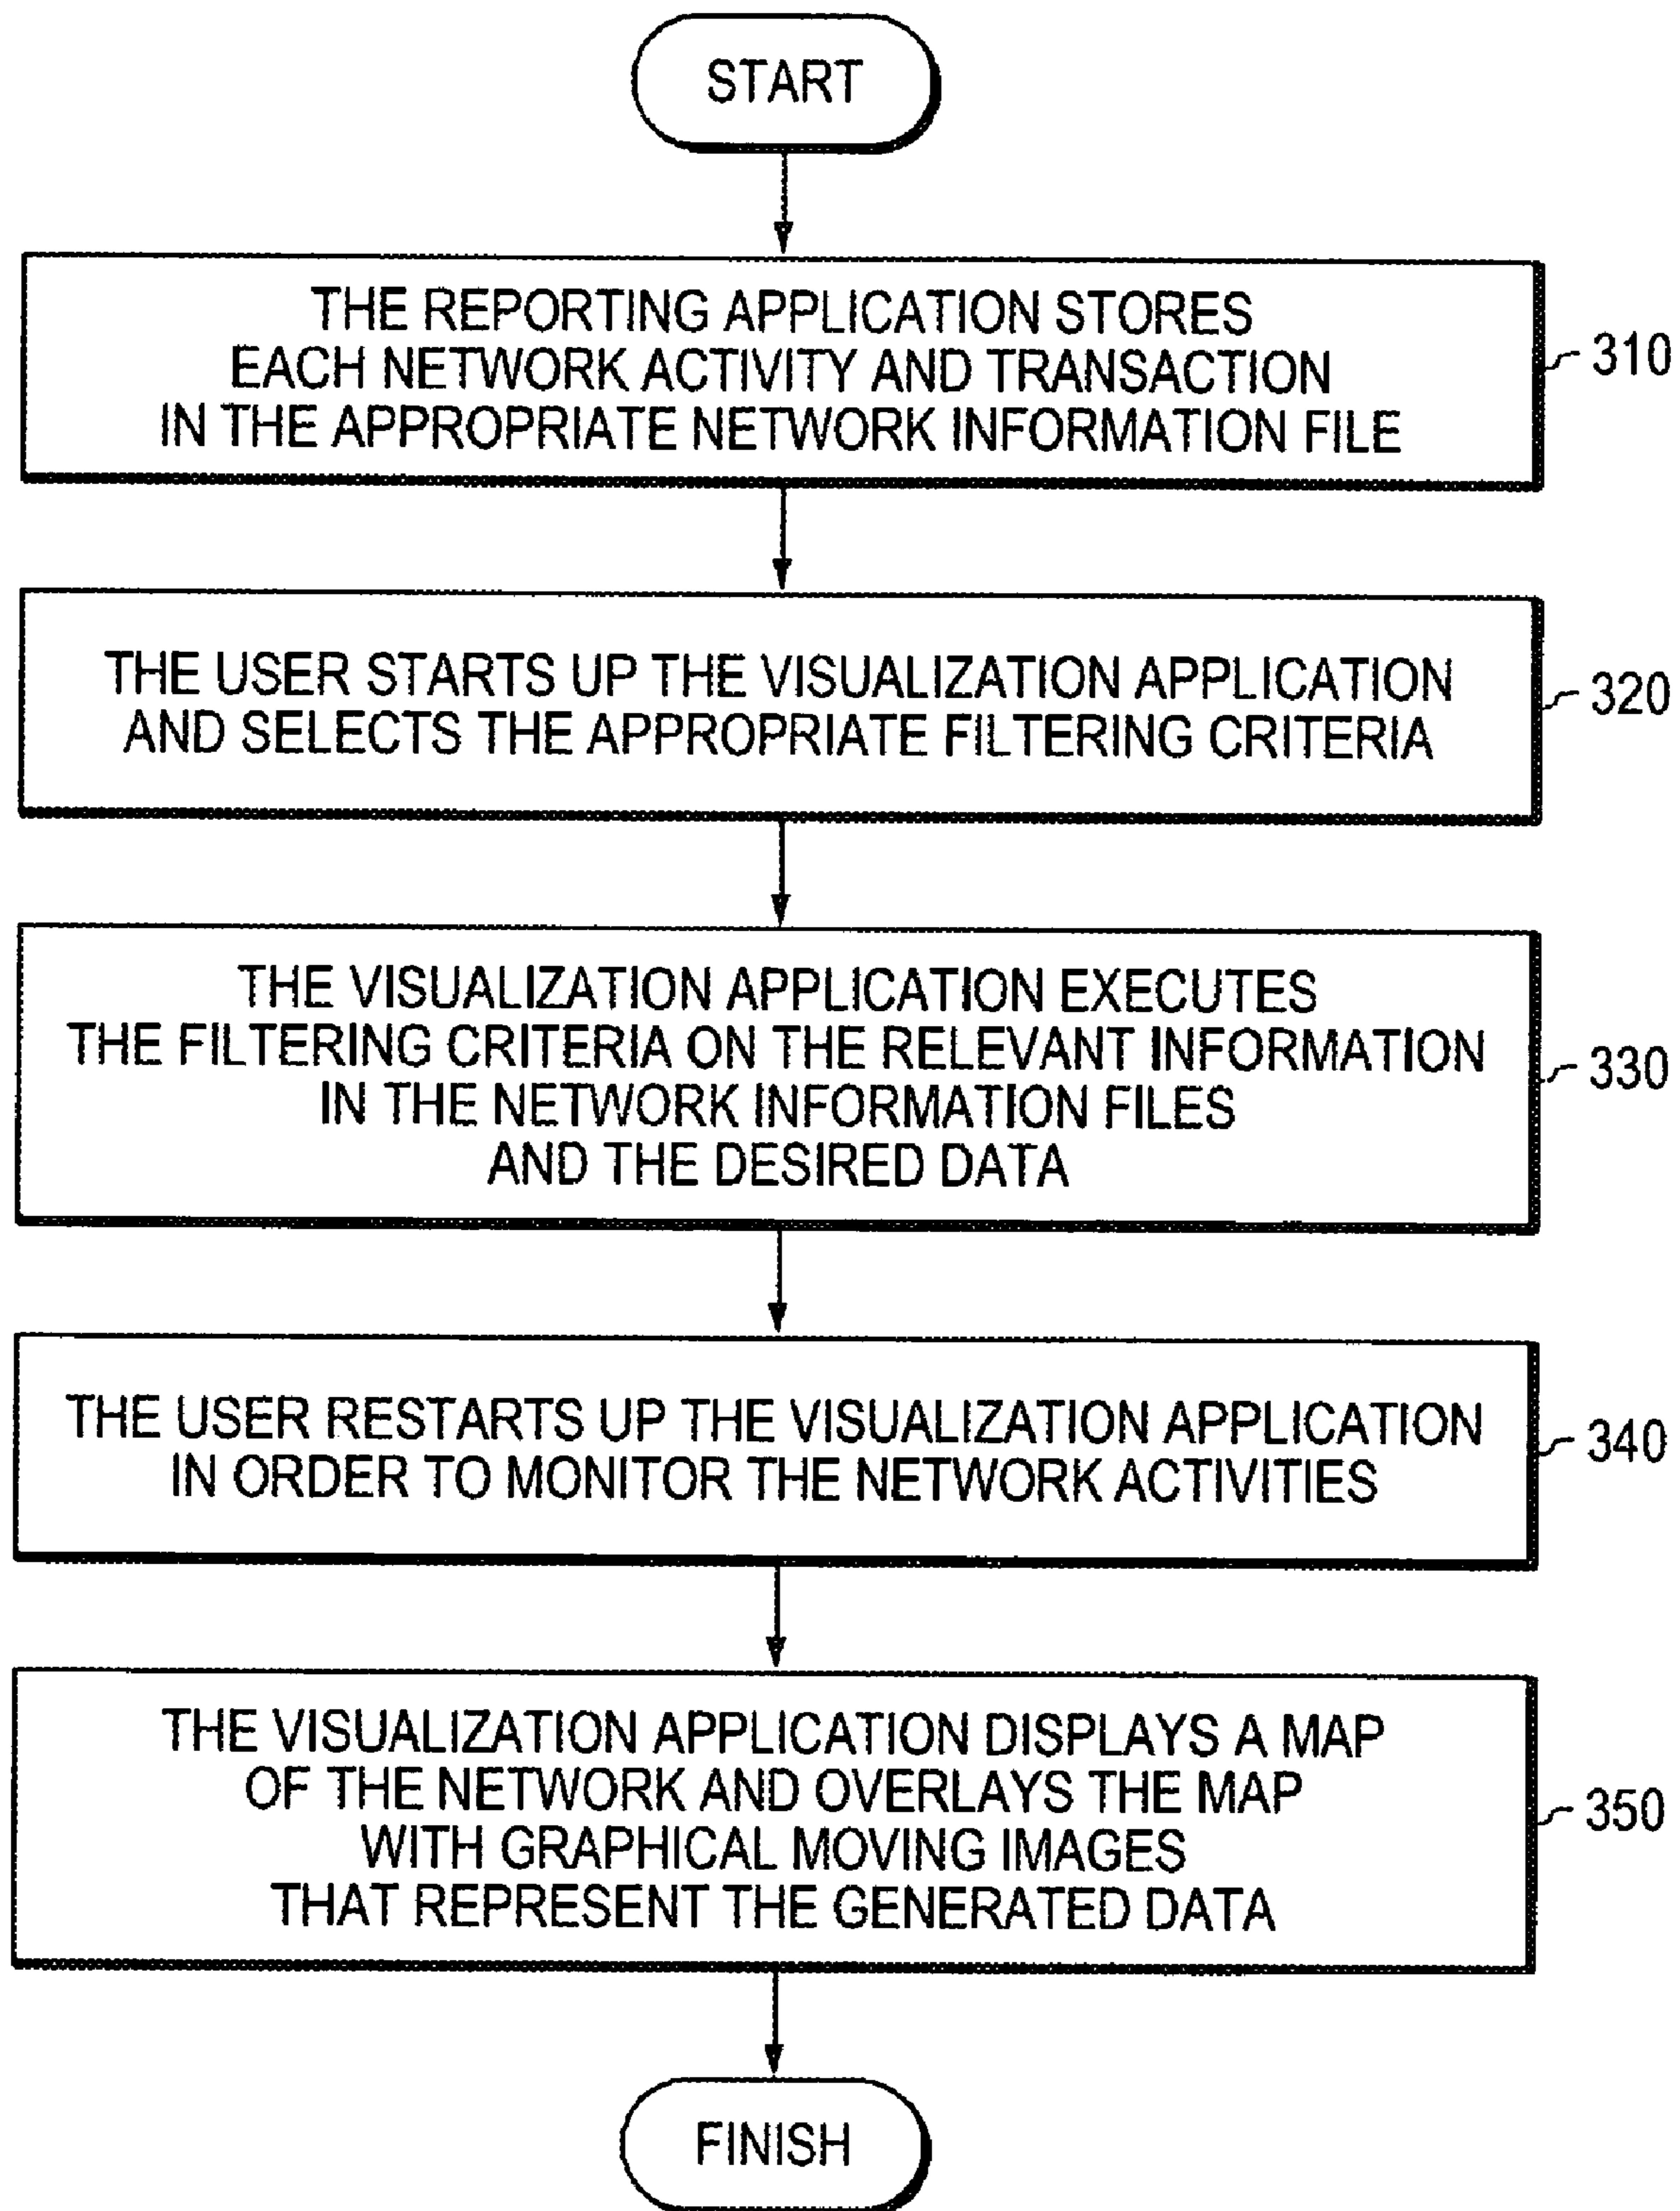 START
THE REPORTING APPLICATION STORES
EACH NETWORK ACTIVITY AND TRANSACTION
IN THE APPROPRIATE NETWORK INFORMATION FILE
310
THE USER STARTS UP THE VISUALIZATION APPLICATION
AND SELECTS THE APPROPRIATE FILTERING CRITERIA
320
THE VISUALIZATION APPLICATION EXECUTES
THE FILTERING CRITERIA ON THE RELEVANT INFORMATION
IN THE NETWORK INFORMATION FILES
AND THE DESIRED DATA
330
THE USER RESTARTS UP THE VISUALIZATION APPLICATION
IN ORDER TO MONITOR THE NETWORK ACTIVITIES
340
THE VISUALIZATION APPLICATION DISPLAYS A MAP
OF THE NETWORK AND OVERLAYS THE MAP
WITH GRAPHICAL MOVING IMAGES
THAT REPRESENT THE GENERATED DATA
350
FINISH